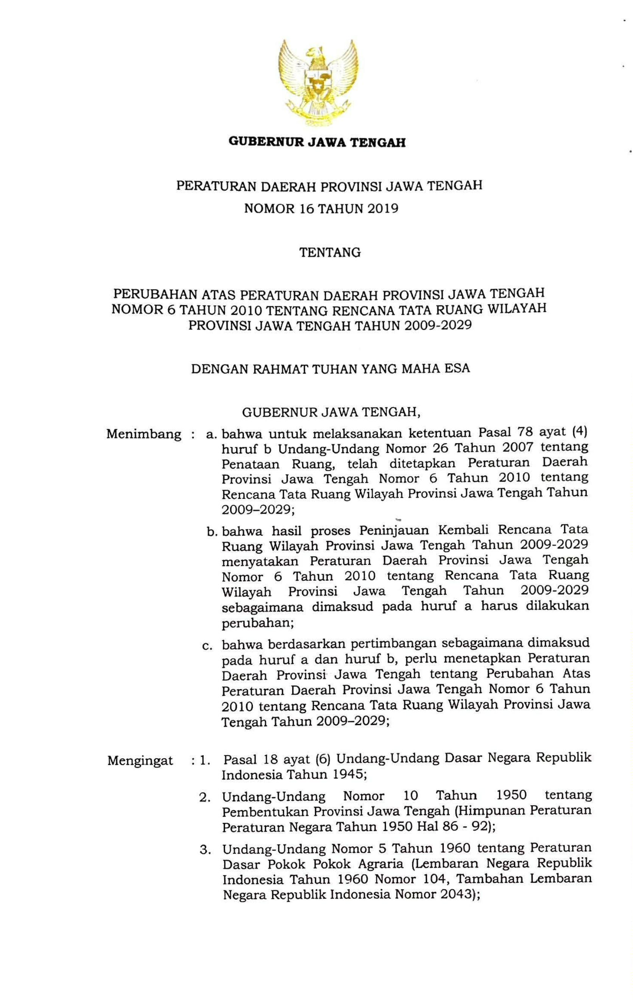 GUBERNUR JAWA TENGAH
PERATURAN DAERAH PROVINSI JAWA TENGAH
NOMOR 16 TAHUN 2019
TENTANG
PERUBAHAN ATAS PERATURAN DAERAH PROVINSI JAWA TENGAH
NOMOR 6 TAHUN 2010 TENTANG RENCANA TATA RUANG WILAYAH
PROVINSI JAWA TENGAH TAHUN 2009-2029
DENGAN RAHMAT TUHAN YANG MAHA ESA
GUBERNUR JAWA TENGAH,
Menimbang : a. bahwa untuk melaksanakan ketentuan Pasal 78 ayat (4)
huruf b Undang-Undang Nomor 26 Tahun 2007 tentang
Penataan Ruang, telah ditetapkan Peraturan Daerah
Provinsi Jawa Tengah Nomor 6 Tahun 2010 tentang
Rencana Tata Ruang Wilayah Provinsi Jawa Tengah Tahun
2009–2029;
b. bahwa hasil proses Peninjauan Kembali Rencana Tata
Ruang Wilayah Provinsi Jawa Tengah Tahun 2009-2029
menyatakan Peraturan Daerah Provinsi Jawa Tengah
Nomor 6 Tahun 2010 tentang Rencana Tata Ruang
Wilayah Provinsi Jawa Tengah Tahun 2009-2029
sebagaimana dimaksud pada huruf a harus dilakukan
perubahan;
c. bahwa berdasarkan pertimbangan sebagaimana dimaksud
pada huruf a dan huruf b, perlu menetapkan Peraturan
Daerah Provinsi Jawa Tengah tentang Perubahan Atas
Peraturan Daerah Provinsi Jawa Tengah Nomor 6 Tahun
2010 tentang Rencana Tata Ruang Wilayah Provinsi Jawa
Tengah Tahun 2009–2029;
Mengingat : 1. Pasal 18 ayat (6) Undang-Undang Dasar Negara Republik
Indonesia Tahun 1945;
2. Undang-Undang Nomor 10 Tahun 1950 tentang
Pembentukan Provinsi Jawa Tengah (Himpunan Peraturan
Peraturan Negara Tahun 1950 Hal 86 - 92);
3. Undang-Undang Nomor 5 Tahun 1960 tentang Peraturan
Dasar Pokok Pokok Agraria (Lembaran Negara Republik
Indonesia Tahun 1960 Nomor 104, Tambahan Lembaran
Negara Republik Indonesia Nomor 2043);